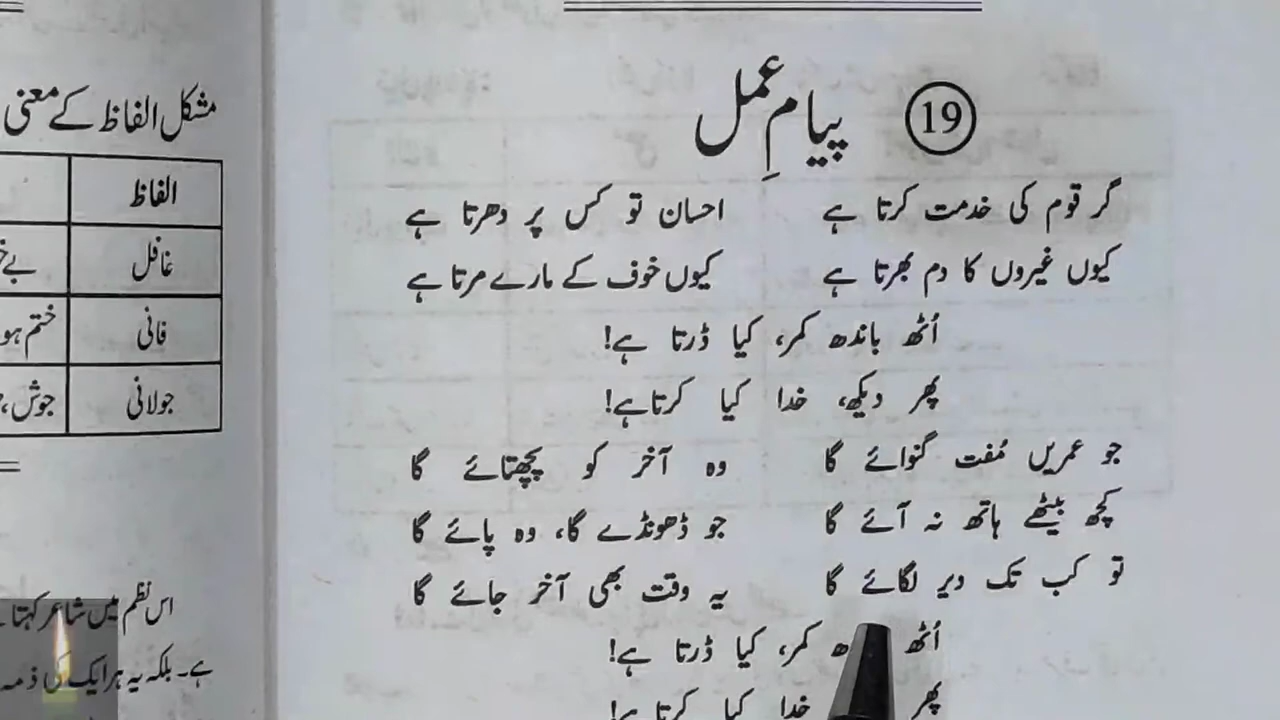 19 پیامِ عمل
گر قوم کی خدمت کرتا ہے احسان تو کس پر دھرتا ہے
کیوں غیروں کا دم بھرتا ہے کیوں خوف کے مارے مرتا ہے
اُٹھ باندھ کمر، کیا ڈرتا ہے!
پھر دیکھ، خدا کیا کرتا ہے!
جو عمریں مُفت گنوائے گا وہ آخر کو پچھتائے گا
کچھ بیٹھے ہاتھ نہ آئے گا جو ڈھونڈے گا، وہ پائے گا
تو کب تک دیر لگائے گا یہ وقت بھی آخر جائے گا
اُٹھ کمر، کیا ڈرتا ہے!
پھر خدا کیا کرتا ہے!
مشکل الفاظ کے معنی
الفاظ
غافل
فانی ختم
جولانی جوش،
اس نظم میں شاعر کہتا
ہے۔ بلکہ یہ ہر ایک کی